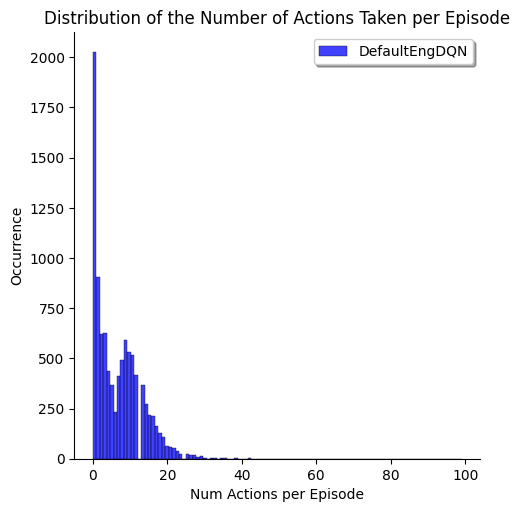 Distribution of the Number of Actions Taken per Episode
DefaultEngDQN
2000
1750
1500
1250
1000
750
500
250
0
Occurrence
0 20 40 60 80 100
Num Actions per Episode